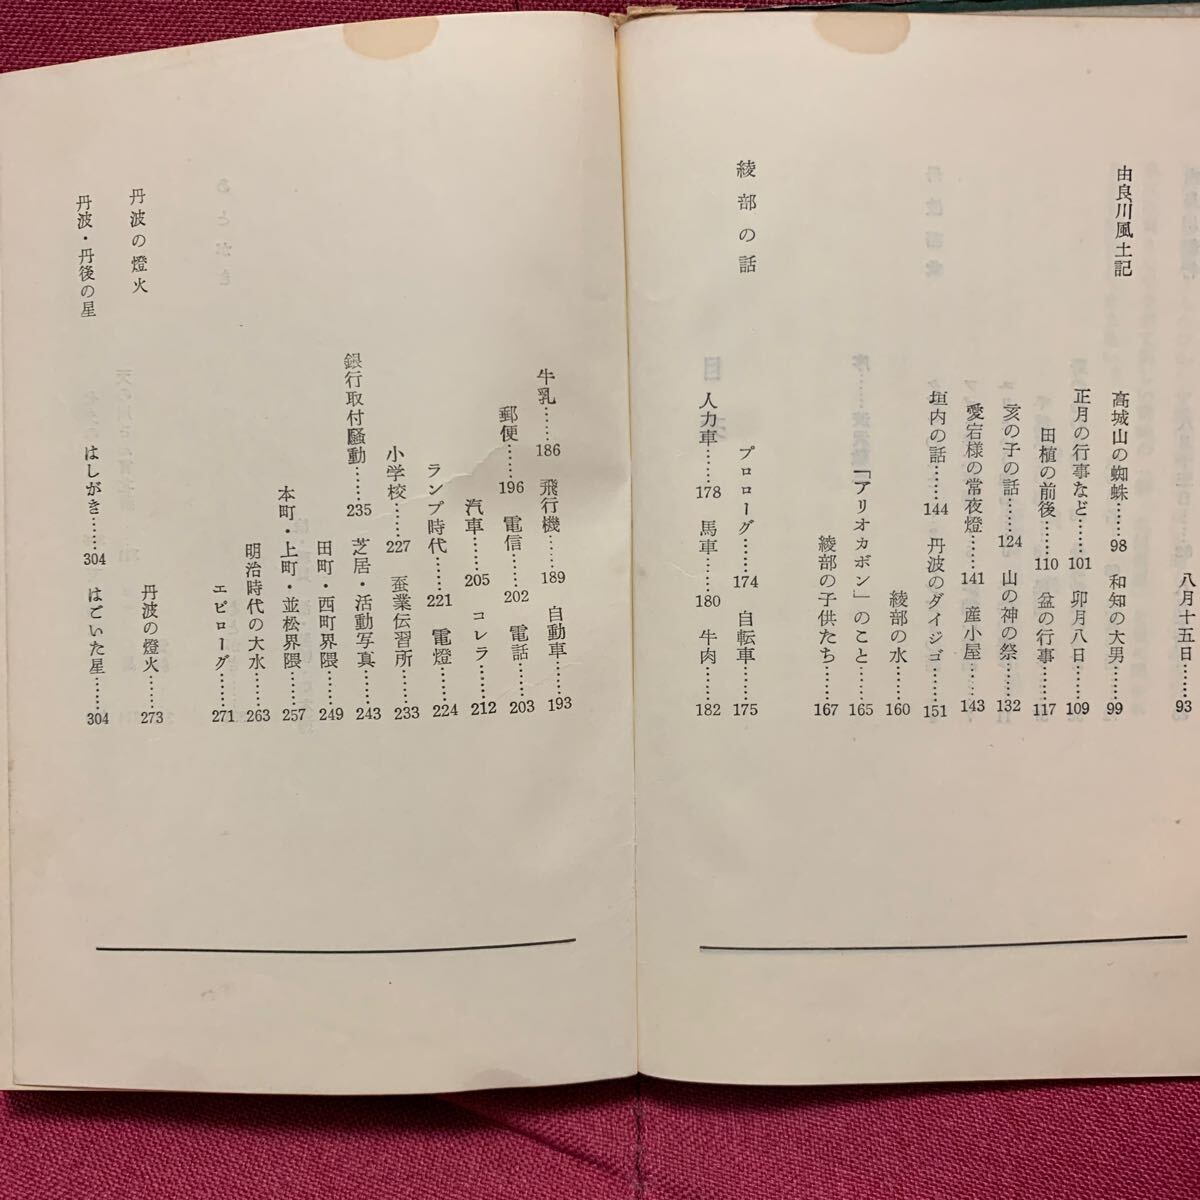 八月十五日……93
由良川風土記
高城山の蜘蛛……98 和知の大男……99
正月の行事など……101 卯月八日……109
田植の前後……110 盆の行事……117
亥の子の話……124 山の神の祭……132
愛宕様の常夜燈……141 産小屋……143
垣内の話……144 丹波のダイジゴ……151
綾部の水……160
「アリオカボン」のこと……165
綾部の子供たち……167
綾部の話
プロローグ……174 自転車……175
人力車……178 馬車……180 牛肉……182
牛乳……186 飛行機……189 自動車……193
郵便……196 電信……202 電話……203
汽車……205 コレラ……212
ランプ時代……221 電燈……224
小学校……227 蚕業伝習所……233
銀行取付騒動……235 芝居・活動写真……243
田町・西町界隈……249
本町・上町・並松界隈……257
明治時代の大水……263
エピローグ……271
丹波の燈火
丹波の燈火……273
丹波・丹後の星
はしがき……304 はごいた星……304